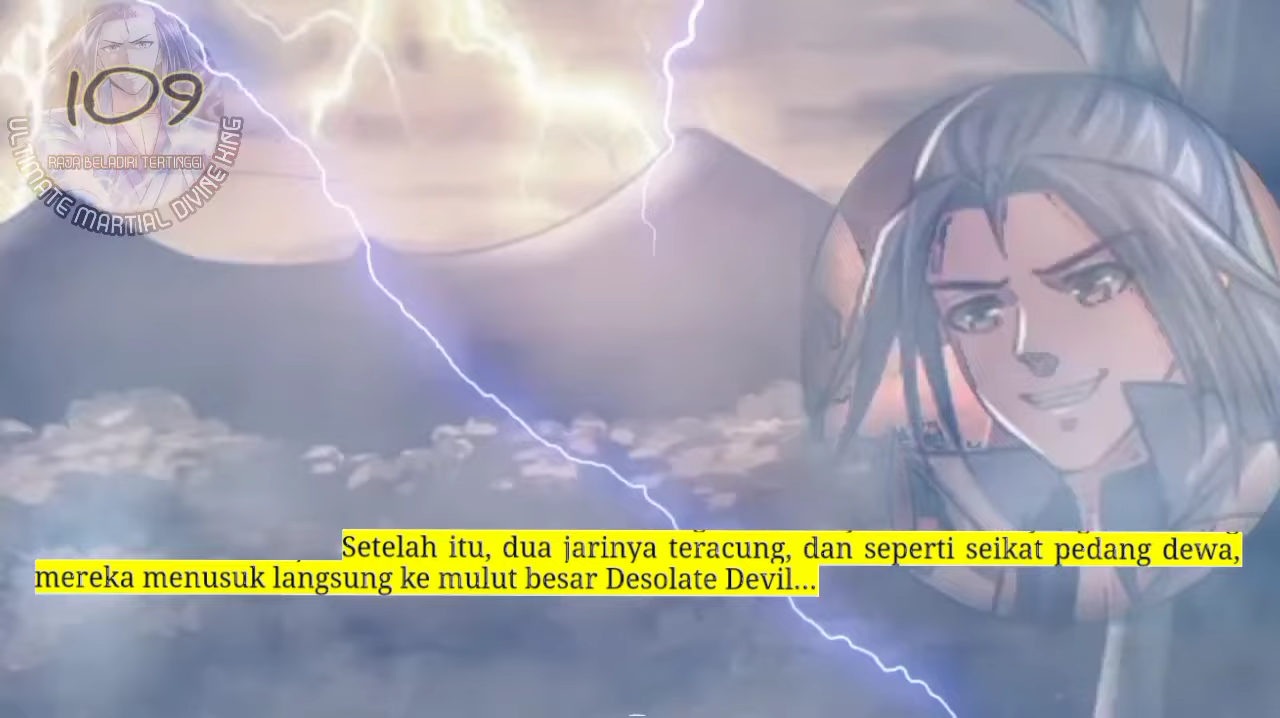 109
RAJA BELADIRI TERTINGGI
ULTIMATE MARTIAL DIVINE KING
Setelah itu, dua jarinya teracung, dan seperti seikat pedang dewa,
mereka menusuk langsung ke mulut besar Desolate Devil...